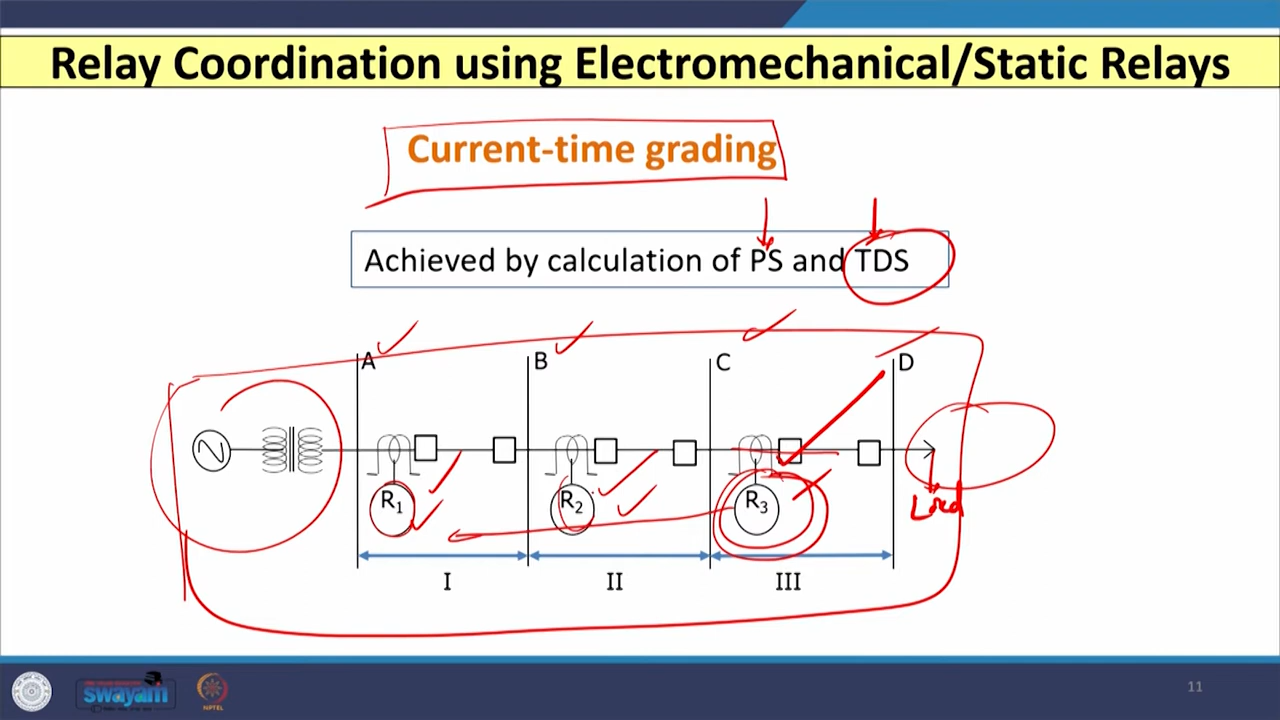 Relay Coordination using Electromechanical/Static Relays
Current-time grading
Achieved by calculation of PS and TDS
A B C D
R1 R2 R3
Load
I II III
swayam
NPTEL
11